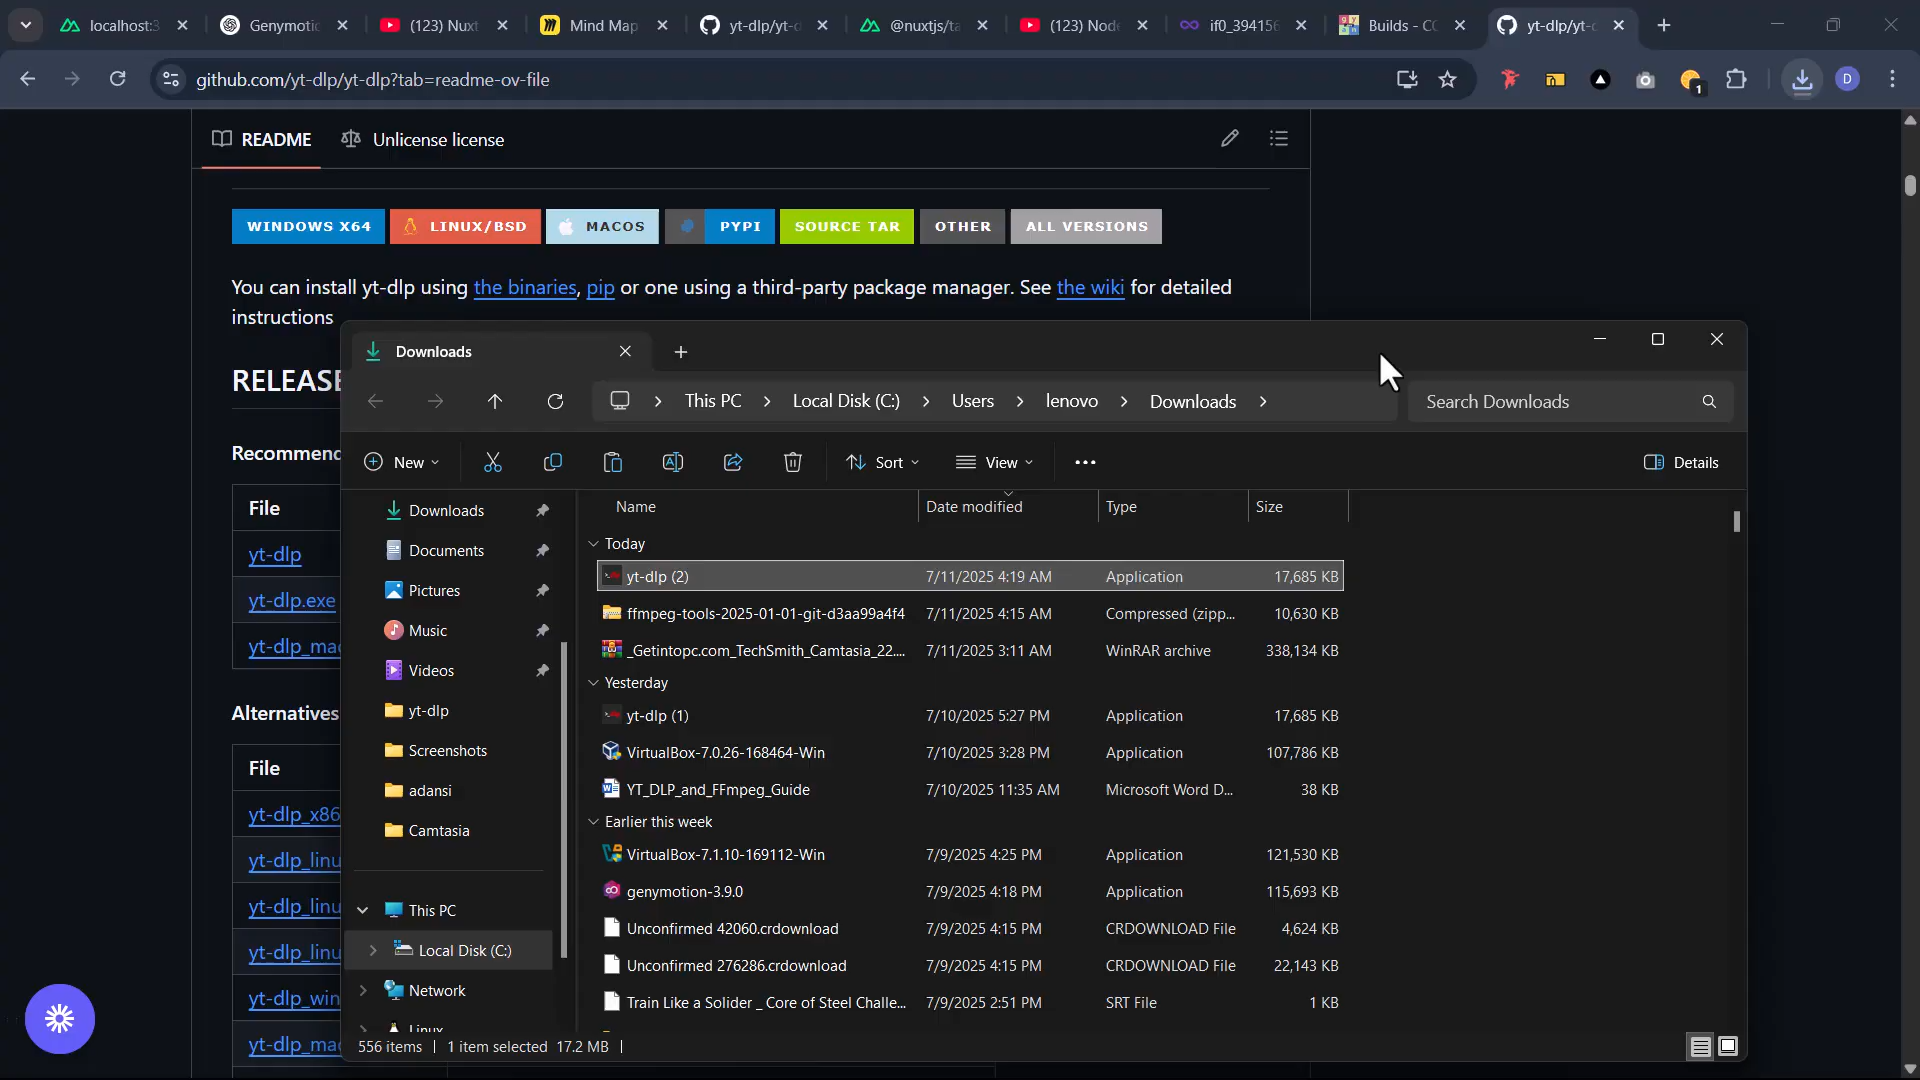 localhost:3
Genymotic
(123) Nuxt
Mind Map
yt-dlp/yt-d
@nuxtjs/ta
(123) Node
if0_394156
Builds - CO
yt-dlp/yt-d
github.com/yt-dlp/yt-dlp?tab=readme-ov-file
1
D
README
Unlicense license
WINDOWS X64
LINUX/BSD
MACOS
PYPI
SOURCE TAR
OTHER
ALL VERSIONS
You can install yt-dlp using the binaries, pip or one using a third-party package manager. See the wiki for detailed
instructions
RELEASE
Recommend
File
yt-dlp
yt-dlp.exe
yt-dlp_mac
Alternatives
File
yt-dlp_x86
yt-dlp_linu
yt-dlp_linu
yt-dlp_linu
yt-dlp_win
yt-dlp_mac
Downloads
This PC
Local Disk (C:)
Users
lenovo
Downloads
Search Downloads
New
Sort
View
Details
Downloads
Documents
Pictures
Music
Videos
yt-dlp
Screenshots
adansi
Camtasia
This PC
Local Disk (C:)
Network
Linux
Name Date modified Type Size
Today
yt-dlp (2) 7/11/2025 4:19 AM Application 17,685 KB
ffmpeg-tools-2025-01-01-git-d3aa99a4f4 7/11/2025 4:15 AM Compressed (zipp... 10,630 KB
_Getintopc.com_TechSmith_Camtasia_22.... 7/11/2025 3:11 AM WinRAR archive 338,134 KB
Yesterday
yt-dlp (1) 7/10/2025 5:27 PM Application 17,685 KB
VirtualBox-7.0.26-168464-Win 7/10/2025 3:28 PM Application 107,786 KB
YT_DLP_and_FFmpeg_Guide 7/10/2025 11:35 AM Microsoft Word D... 38 KB
Earlier this week
VirtualBox-7.1.10-169112-Win 7/9/2025 4:25 PM Application 121,530 KB
genymotion-3.9.0 7/9/2025 4:18 PM Application 115,693 KB
Unconfirmed 42060.crdownload 7/9/2025 4:15 PM CRDOWNLOAD File 4,624 KB
Unconfirmed 276286.crdownload 7/9/2025 4:15 PM CRDOWNLOAD File 22,143 KB
Train Like a Solider _ Core of Steel Challe... 7/9/2025 2:51 PM SRT File 1 KB
556 items
1 item selected 17.2 MB